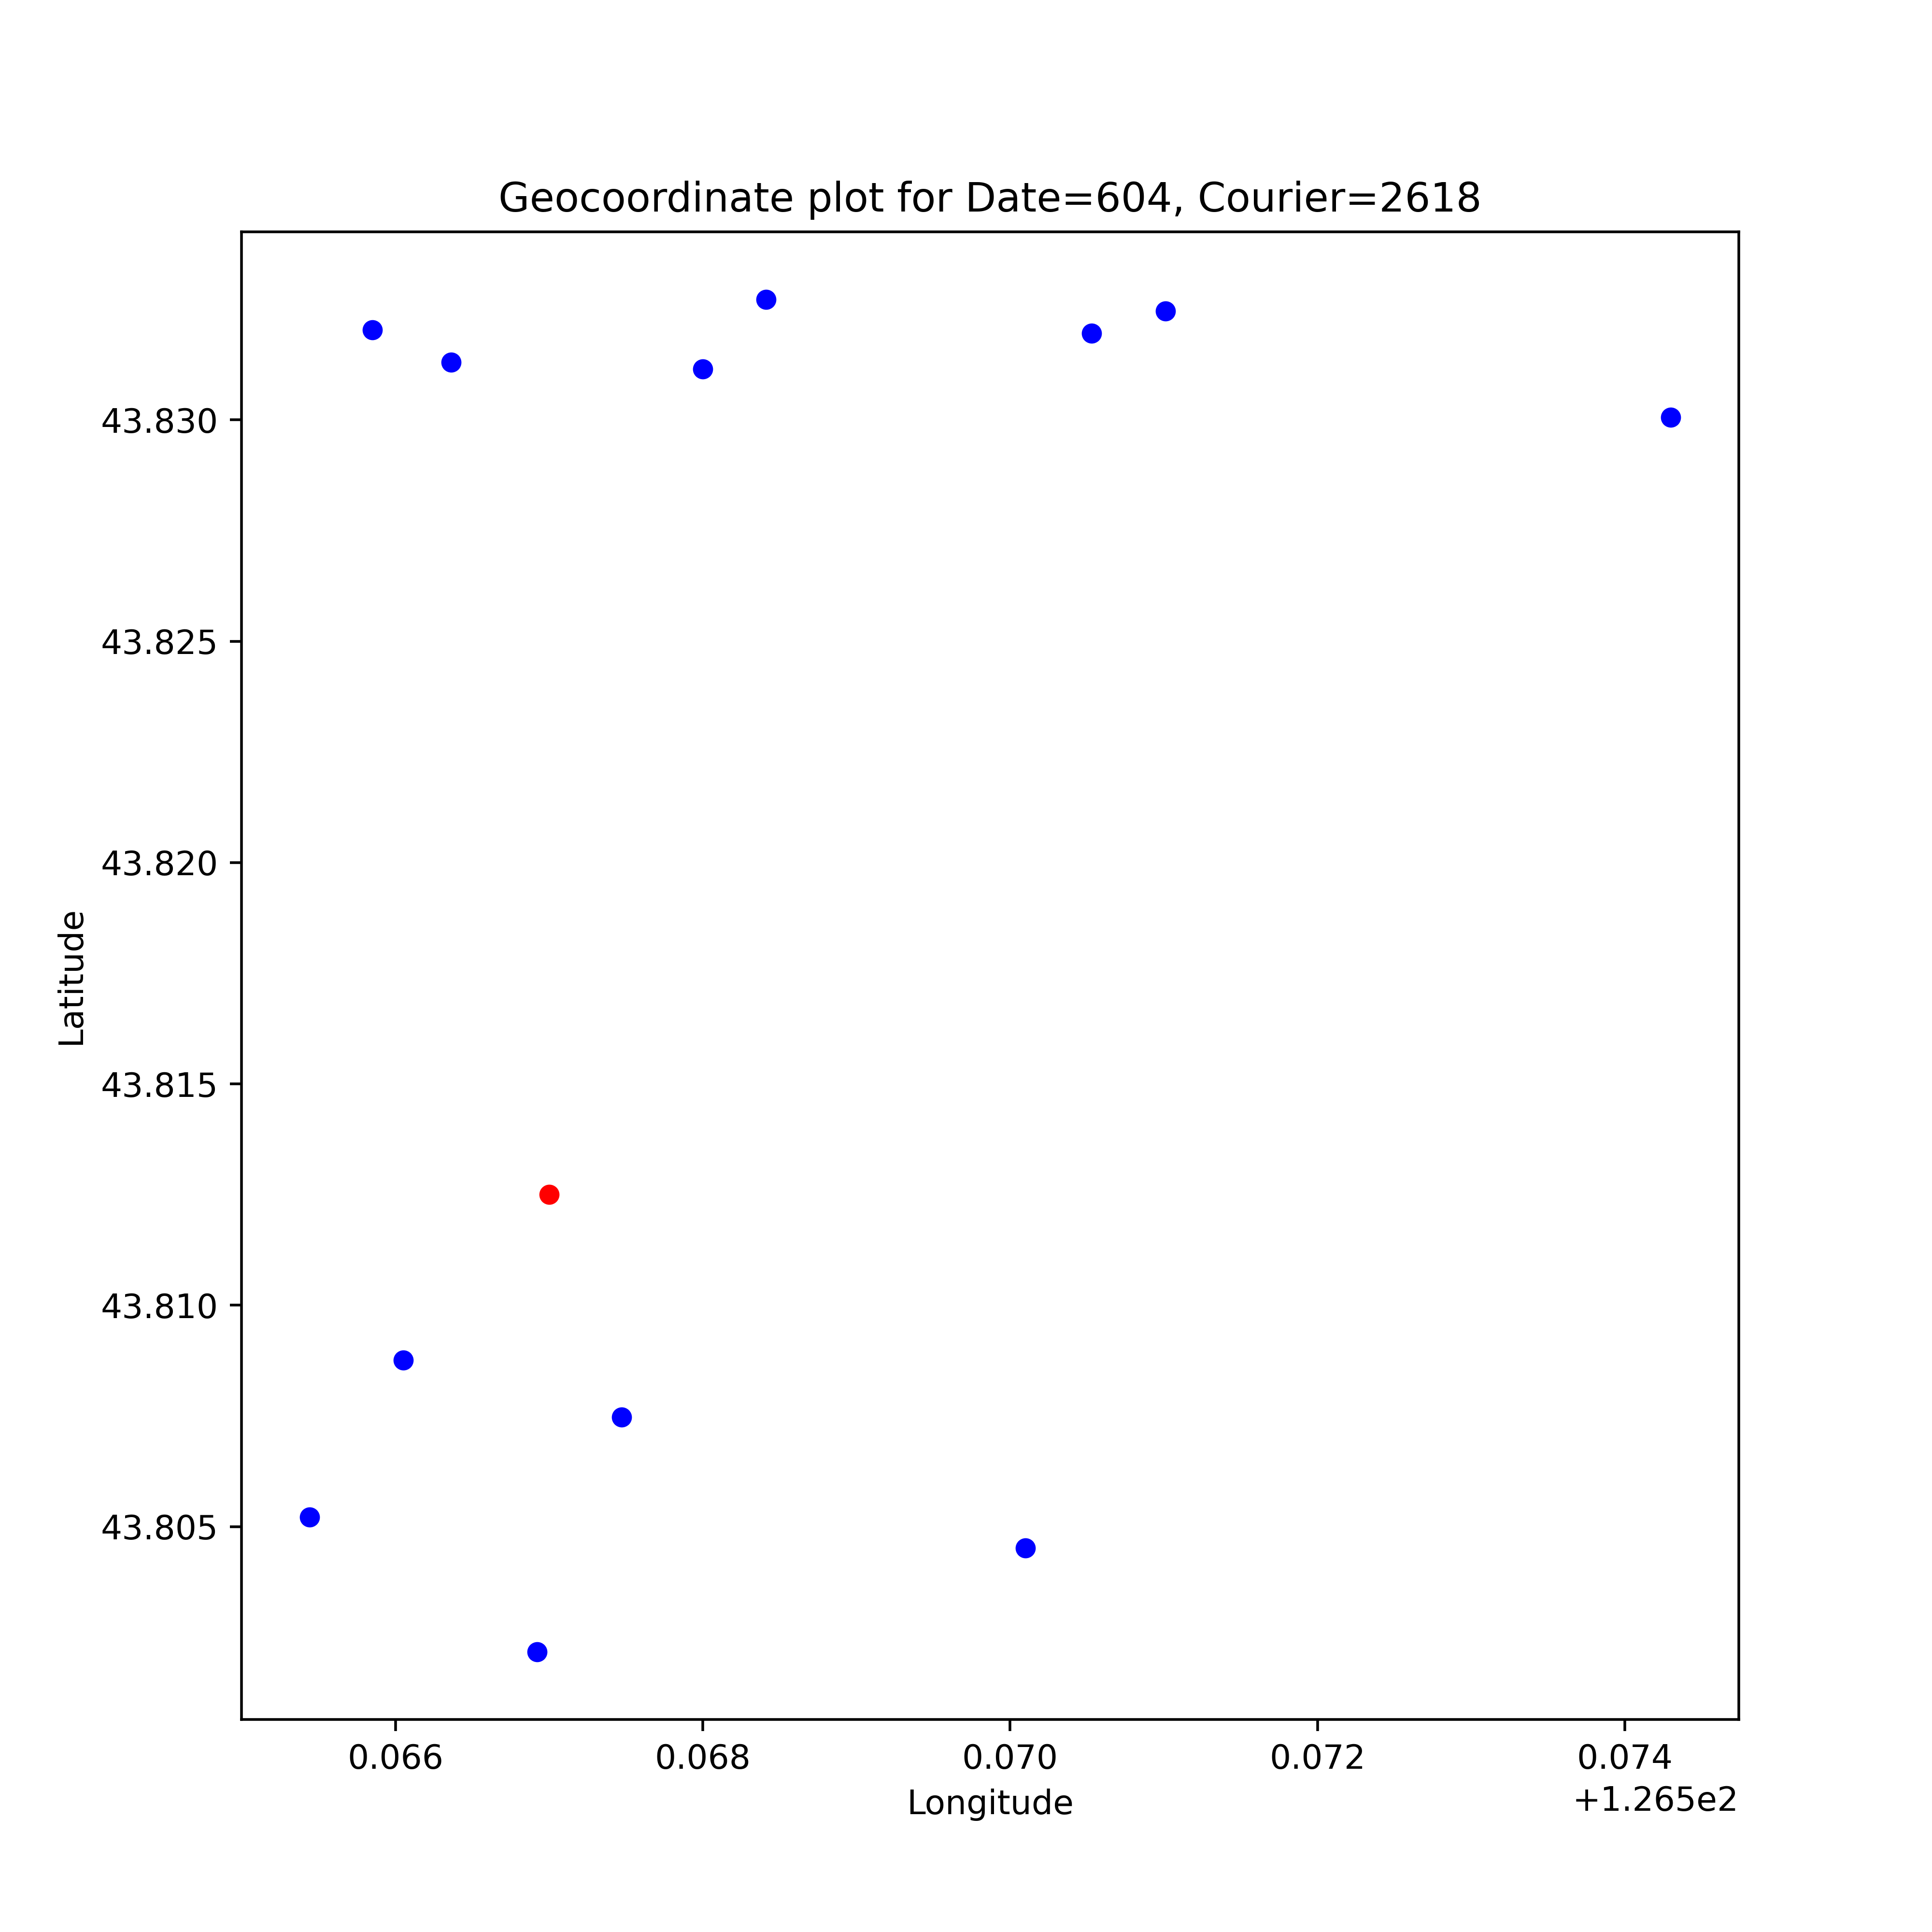 Geocoordinate plot for Date=604, Courier=2618
43.830
43.825
43.820
43.815
43.810
43.805
Latitude
0.066 0.068 0.070 0.072 0.074
+1.265e2
Longitude